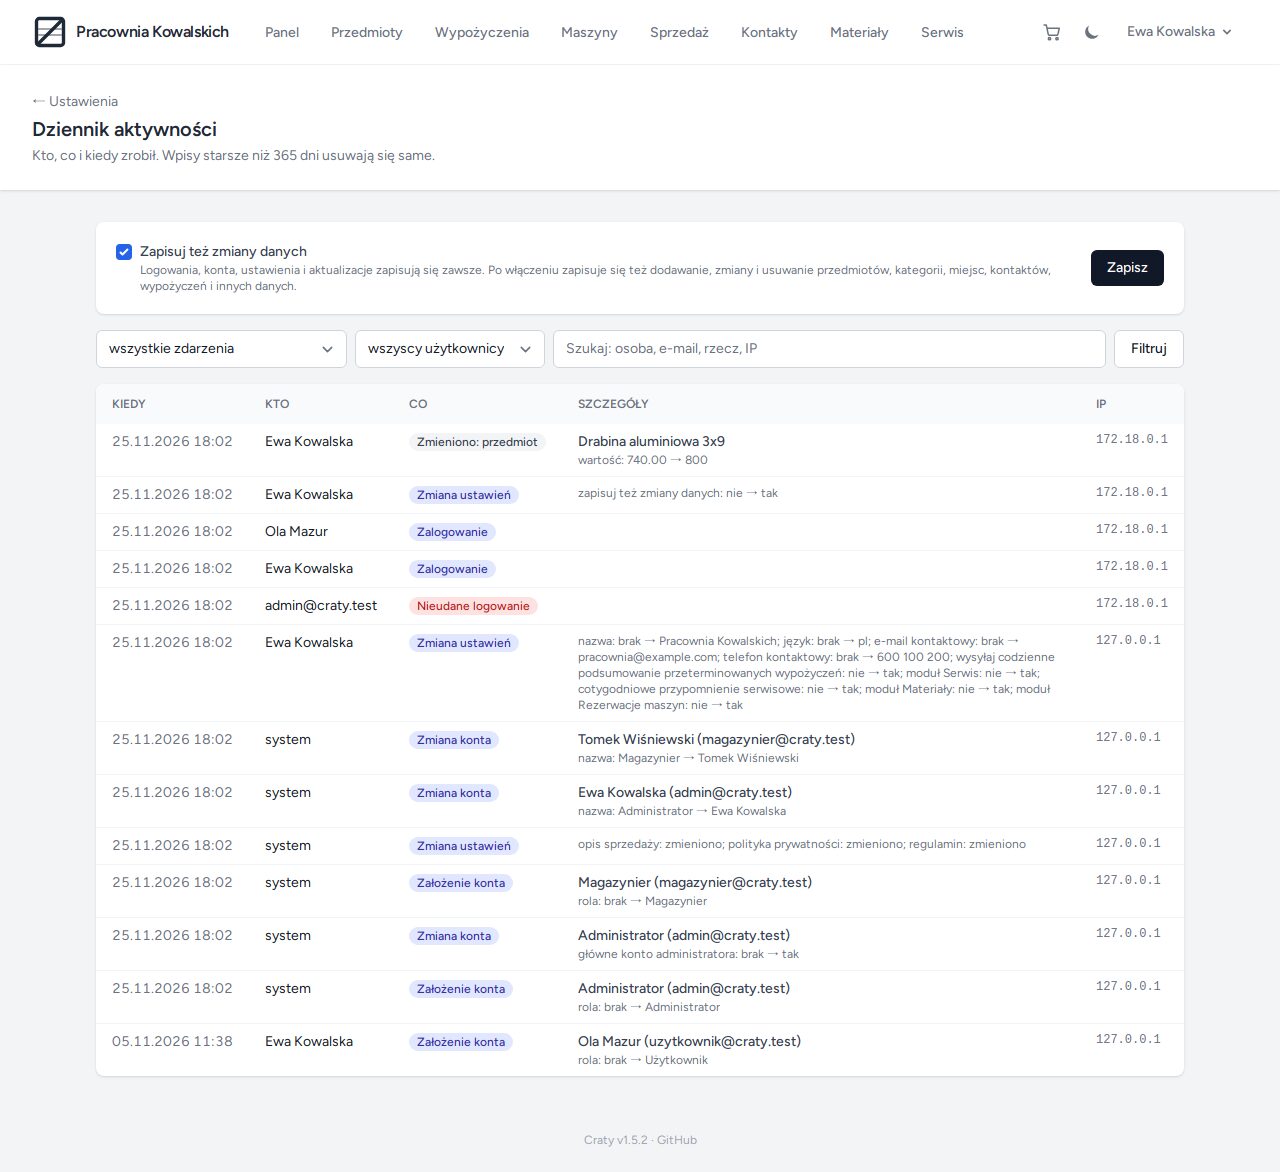 Pracownia Kowalskich
Panel
Przedmioty
Wypożyczenia
Maszyny
Sprzedaż
Kontakty
Materiały
Serwis
Ewa Kowalska
← Ustawienia
Dziennik aktywności
Kto, co i kiedy zrobił. Wpisy starsze niż 365 dni usuwają się same.
Zapisuj też zmiany danych
Logowania, konta, ustawienia i aktualizacje zapisują się zawsze. Po włączeniu zapisuje się też dodawanie, zmiany i usuwanie przedmiotów, kategorii, miejsc, kontaktów,
wypożyczeń i innych danych.
Zapisz
wszystkie zdarzenia
wszyscy użytkownicy
Szukaj: osoba, e-mail, rzecz, IP
Filtruj
KIEDY KTO CO SZCZEGÓŁY IP
25.11.2026 18:02 Ewa Kowalska Zmieniono: przedmiot Drabina aluminiowa 3x9 172.18.0.1
wartość: 740.00 → 800
25.11.2026 18:02 Ewa Kowalska Zmiana ustawień zapisuj też zmiany danych: nie → tak 172.18.0.1
25.11.2026 18:02 Ola Mazur Zalogowanie 172.18.0.1
25.11.2026 18:02 Ewa Kowalska Zalogowanie 172.18.0.1
25.11.2026 18:02 admin@craty.test Nieudane logowanie 172.18.0.1
25.11.2026 18:02 Ewa Kowalska Zmiana ustawień nazwa: brak → Pracownia Kowalskich; język: brak → pl; e-mail kontaktowy: brak → 127.0.0.1
pracownia@example.com; telefon kontaktowy: brak → 600 100 200; wysyłaj codzienne
podsumowanie przeterminowanych wypożyczeń: nie → tak; moduł Serwis: nie → tak;
cotygodniowe przypomnienie serwisowe: nie → tak; moduł Materiały: nie → tak; moduł
Rezerwacje maszyn: nie → tak
25.11.2026 18:02 system Zmiana konta Tomek Wiśniewski (magazynier@craty.test) 127.0.0.1
nazwa: Magazynier → Tomek Wiśniewski
25.11.2026 18:02 system Zmiana konta Ewa Kowalska (admin@craty.test) 127.0.0.1
nazwa: Administrator → Ewa Kowalska
25.11.2026 18:02 system Zmiana ustawień opis sprzedaży: zmieniono; polityka prywatności: zmieniono; regulamin: zmieniono 127.0.0.1
25.11.2026 18:02 system Założenie konta Magazynier (magazynier@craty.test) 127.0.0.1
rola: brak → Magazynier
25.11.2026 18:02 system Zmiana konta Administrator (admin@craty.test) 127.0.0.1
główne konto administratora: brak → tak
25.11.2026 18:02 system Założenie konta Administrator (admin@craty.test) 127.0.0.1
rola: brak → Administrator
05.11.2026 11:38 Ewa Kowalska Założenie konta Ola Mazur (uzytkownik@craty.test) 127.0.0.1
rola: brak → Użytkownik
Craty v1.5.2 · GitHub